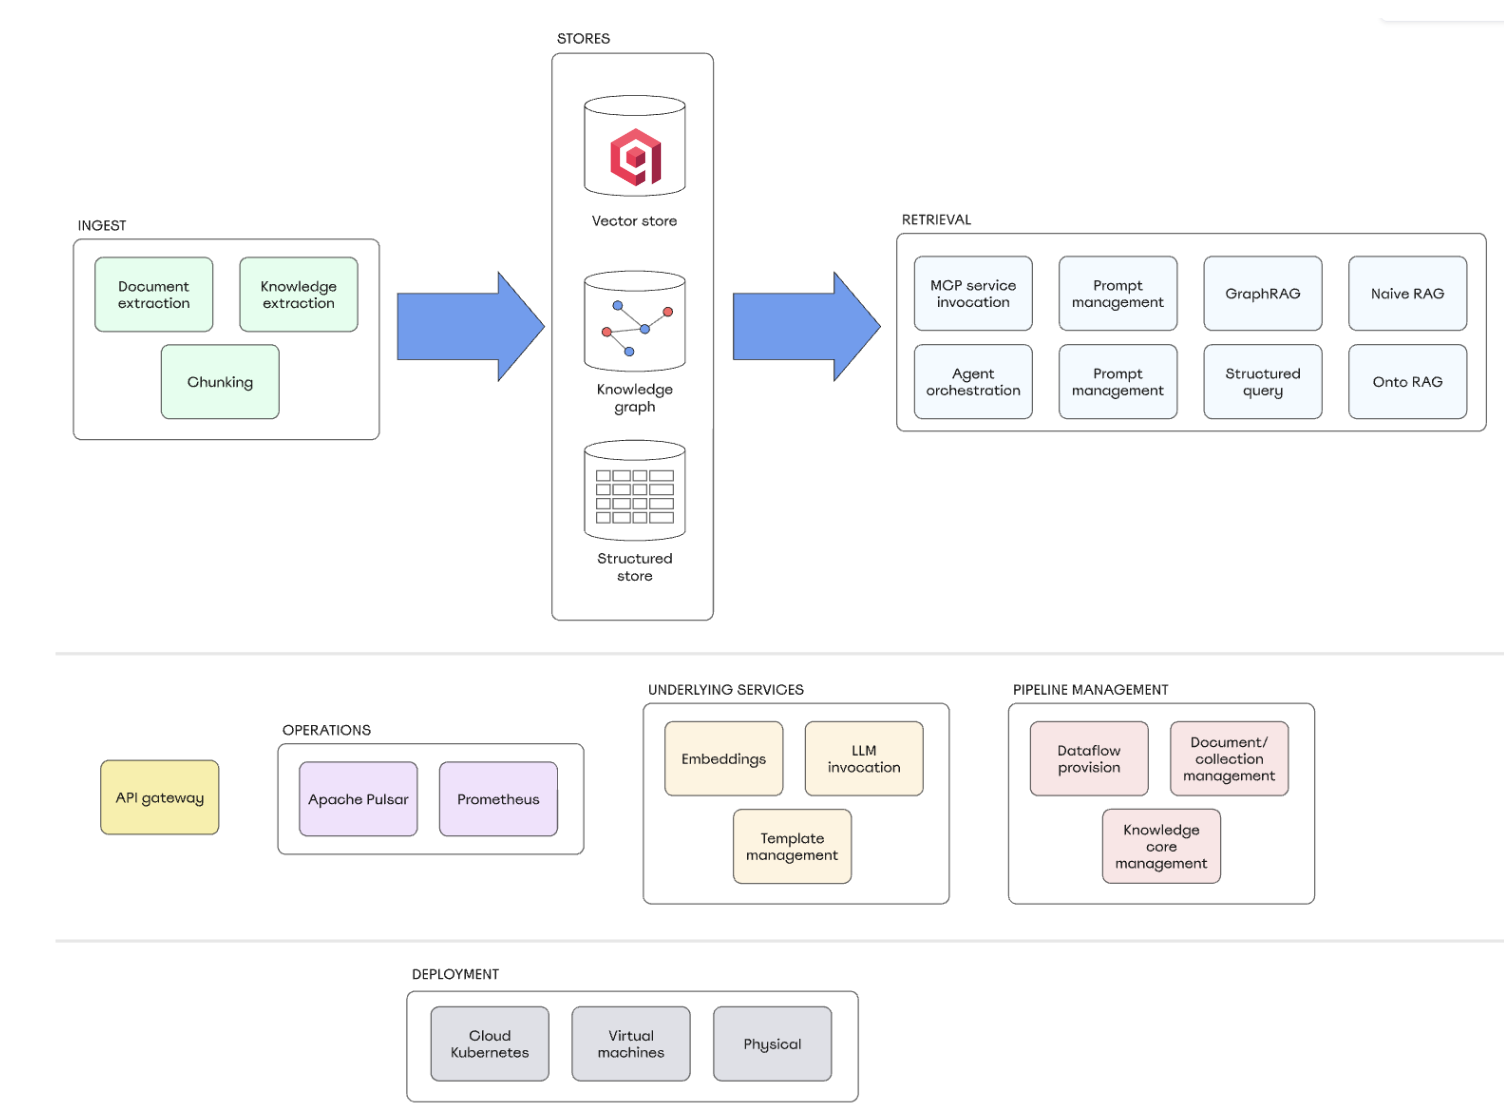 STORES
Vector store
Knowledge
graph
Structured
store
INGEST
Document
extraction
Knowledge
extraction
Chunking
RETRIEVAL
MCP service
invocation
Prompt
management
GraphRAG
Naive RAG
Agent
orchestration
Prompt
management
Structured
query
Onto RAG
API gateway
OPERATIONS
Apache Pulsar
Prometheus
UNDERLYING SERVICES
Embeddings
LLM
invocation
Template
management
PIPELINE MANAGEMENT
Dataflow
provision
Document/
collection
management
Knowledge
core
management
DEPLOYMENT
Cloud
Kubernetes
Virtual
machines
Physical